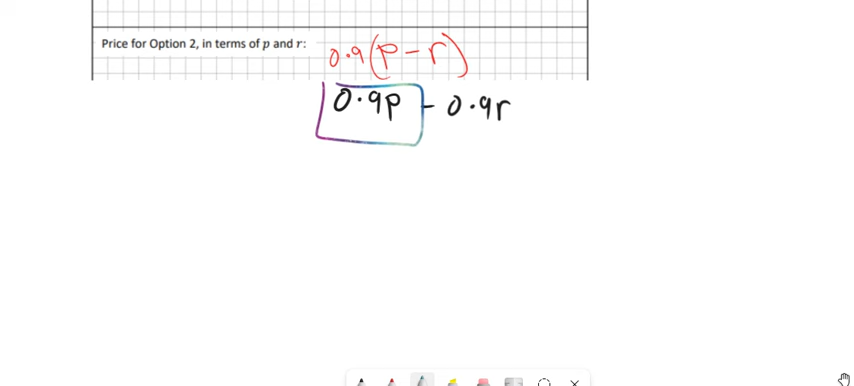 Price for Option 2, in terms of p and r: 0.9(p-r)
0.9p - 0.9r